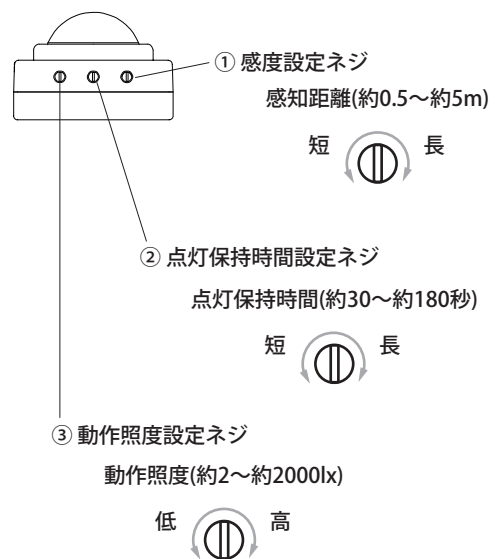 ① 感度設定ネジ
感知距離(約0.5〜約5m)
短 長
② 点灯保持時間設定ネジ
点灯保持時間(約30〜約180秒)
短 長
③ 動作照度設定ネジ
動作照度(約2〜約2000lx)
低 高